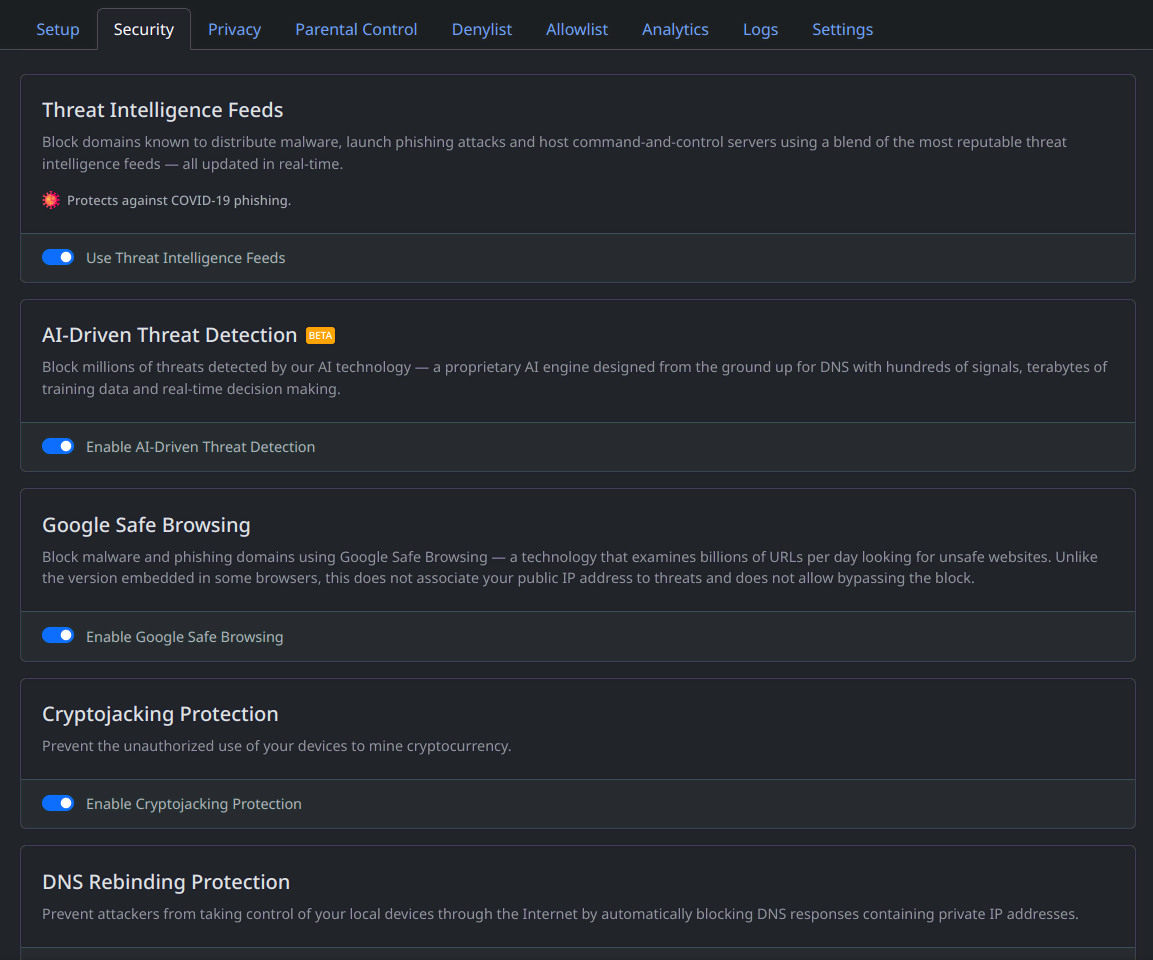 Setup Security Privacy Parental Control Denylist Allowlist Analytics Logs Settings
Threat Intelligence Feeds
Block domains known to distribute malware, launch phishing attacks and host command-and-control servers using a blend of the most reputable threat
intelligence feeds — all updated in real-time.
Protects against COVID-19 phishing.
Use Threat Intelligence Feeds
AI-Driven Threat Detection BETA
Block millions of threats detected by our AI technology — a proprietary AI engine designed from the ground up for DNS with hundreds of signals, terabytes of
training data and real-time decision making.
Enable AI-Driven Threat Detection
Google Safe Browsing
Block malware and phishing domains using Google Safe Browsing — a technology that examines billions of URLs per day looking for unsafe websites. Unlike
the version embedded in some browsers, this does not associate your public IP address to threats and does not allow bypassing the block.
Enable Google Safe Browsing
Cryptojacking Protection
Prevent the unauthorized use of your devices to mine cryptocurrency.
Enable Cryptojacking Protection
DNS Rebinding Protection
Prevent attackers from taking control of your local devices through the Internet by automatically blocking DNS responses containing private IP addresses.